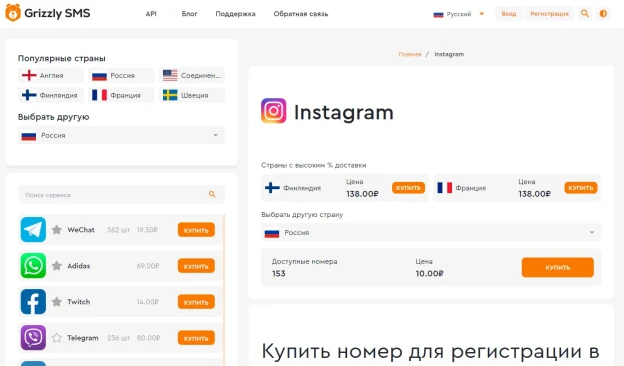 Grizzly SMS
API
Блог
Поддержка
Обратная связь
Русский
Вход
Регистрация
Популярные страны
Англия
Россия
Соединен...
Финляндия
Франция
Швеция
Выбрать другую
Россия
Поиск сервиса
WeChat 362 шт 19.50₽ КУПИТЬ
Adidas 69.00₽ КУПИТЬ
Twitch 14.00₽ КУПИТЬ
Telegram 236 шт 80.00₽ КУПИТЬ
Главная / Instagram
Instagram
Страны с высоким % доставки
Финляндия Цена 138.00₽ КУПИТЬ
Франция Цена 138.00₽ КУПИТЬ
Выбрать другую страну
Россия
Доступные номера
153
Цена
10.00₽
КУПИТЬ
Купить номер для регистрации в